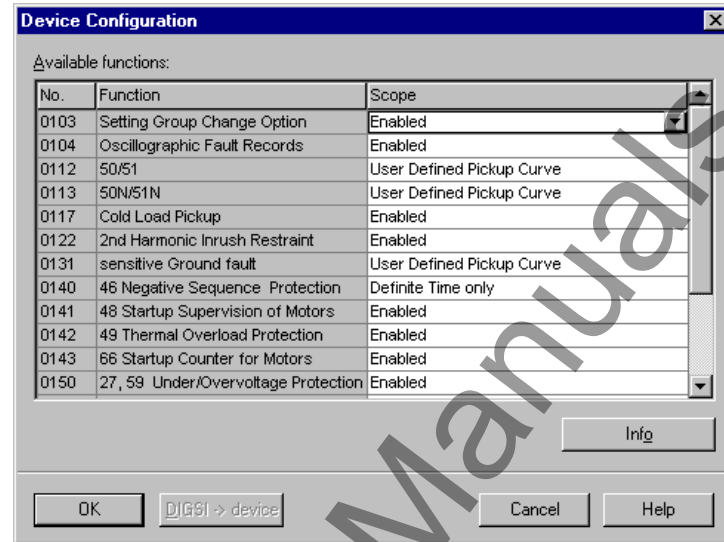 Device Configuration
Available functions:
No. Function Scope
0103 Setting Group Change Option Enabled
0104 Oscillographic Fault Records Enabled
0112 50/51 User Defined Pickup Curve
0113 50N/51N User Defined Pickup Curve
0117 Cold Load Pickup Enabled
0122 2nd Harmonic Inrush Restraint Enabled
0131 sensitive Ground fault User Defined Pickup Curve
0140 46 Negative Sequence Protection Definite Time only
0141 48 Startup Supervision of Motors Enabled
0142 49 Thermal Overload Protection Enabled
0143 66 Startup Counter for Motors Enabled
0150 27, 59 Under/Overvoltage Protection Enabled
Info
OK DIGSI -> device Cancel Help
Manuals